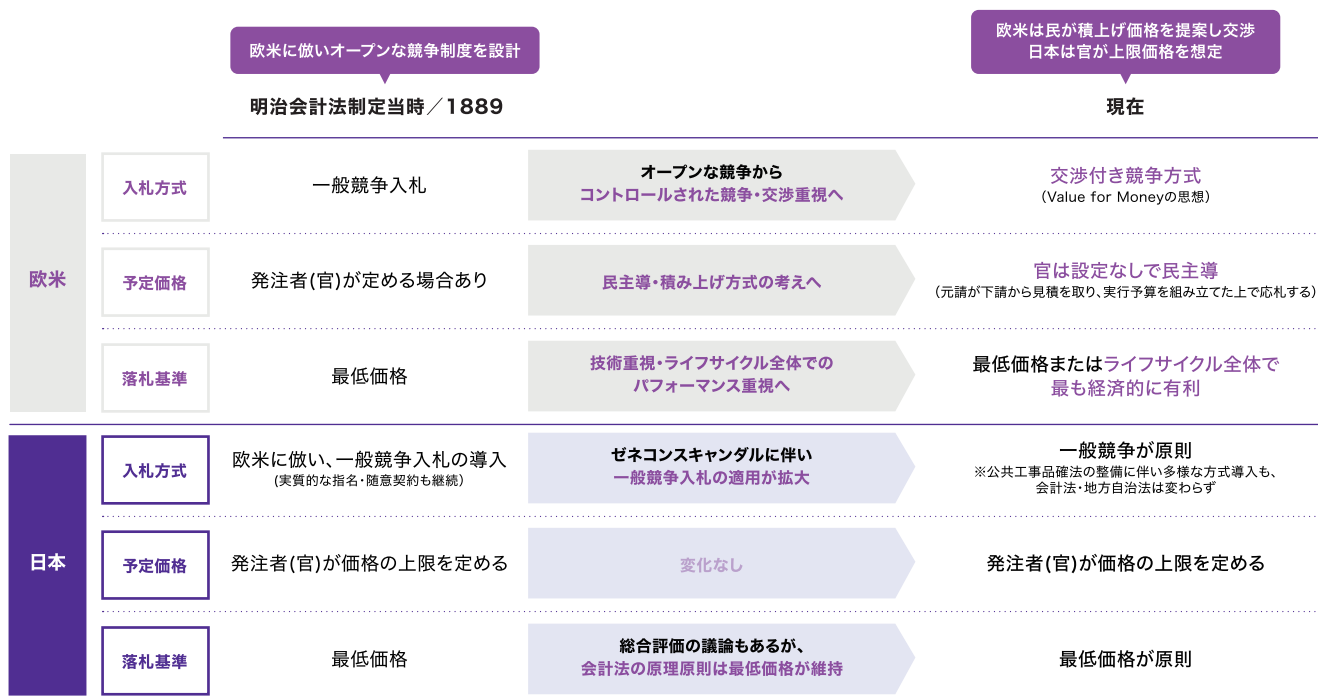 欧米に倣いオープンな競争制度を設計
欧米は民が積上げ価格を提案し交渉
日本は官が上限価格を想定
明治会計法制定当時／1889
現在
欧米
入札方式
一般競争入札
オープンな競争から
コントロールされた競争・交渉重視へ
交渉付き競争方式
（Value for Moneyの思想）
予定価格
発注者(官)が定める場合あり
民主導・積み上げ方式の考えへ
官は設定なしで民主導
（元請が下請から見積を取り、実行予算を組み立てた上で応札する）
落札基準
最低価格
技術重視・ライフサイクル全体での
パフォーマンス重視へ
最低価格またはライフサイクル全体で
最も経済的に有利
日本
入札方式
欧米に倣い、一般競争入札の導入
(実質的な指名・随意契約も継続）
ゼネコンスキャンダルに伴い
一般競争入札の適用が拡大
一般競争が原則
※公共工事品確法の整備に伴い多様な方式導入も、
会計法・地方自治法は変わらず
予定価格
発注者(官)が価格の上限を定める
変化なし
発注者(官)が価格の上限を定める
落札基準
最低価格
総合評価の議論もあるが、
会計法の原理原則は最低価格が維持
最低価格が原則